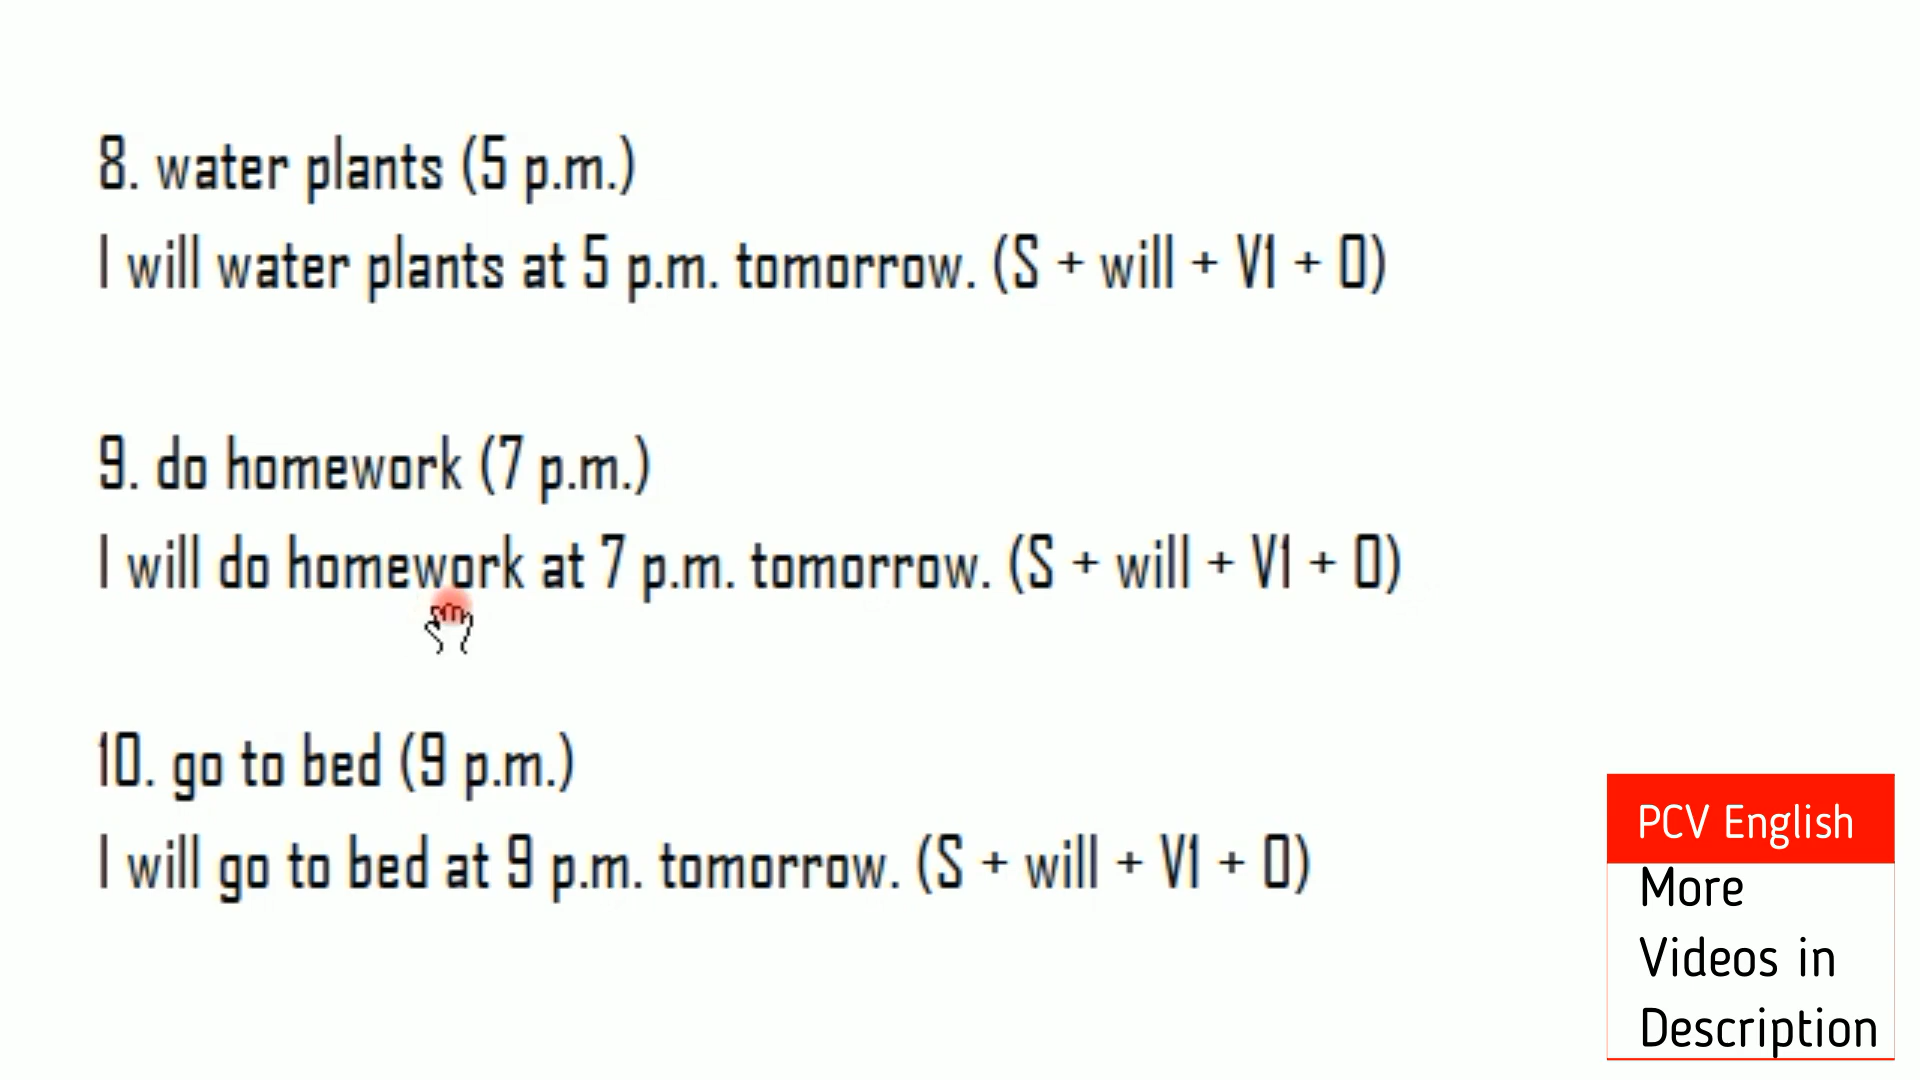 8. water plants (5 p.m.)
I will water plants at 5 p.m. tomorrow. (S + will + V1 + O)
9. do homework (7 p.m.)
I will do homework at 7 p.m. tomorrow. (S + will + V1 + O)
10. go to bed (9 p.m.)
I will go to bed at 9 p.m. tomorrow. (S + will + V1 + O)
PCV English
More
Videos in
Description